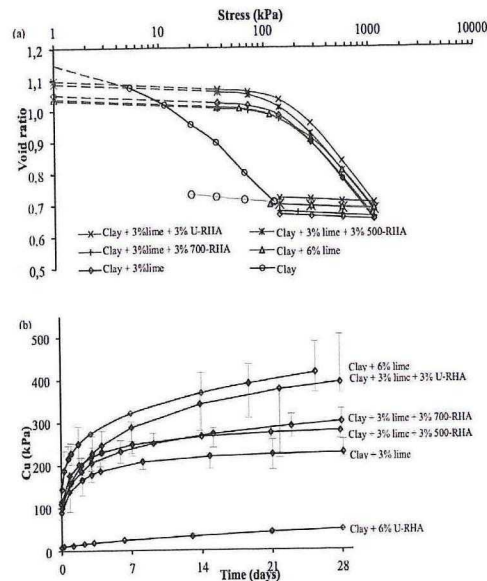 Stress (kPa)
(a)
1 10 100 1000 10000
1,2
1,1
1,0
0,9
0,8
0,7
0,6
0,5
Void ratio
Clay + 3%lime + 3% U-RHA
Clay + 3% lime + 3% 500-RHA
Clay + 3%lime + 3% 700-RHA
Clay + 6% lime
Clay + 3%lime
Clay
(b)
500
400
300
200
100
0
Cu (kPa)
Clay + 6% lime
Clay + 3% lime + 3% U-RHA
Clay + 3% lime + 3% 700-RHA
Clay + 3% lime + 3% 500-RHA
Clay + 3% lime
Clay + 6% U-RHA
0 7 14 21 28
Time (days)